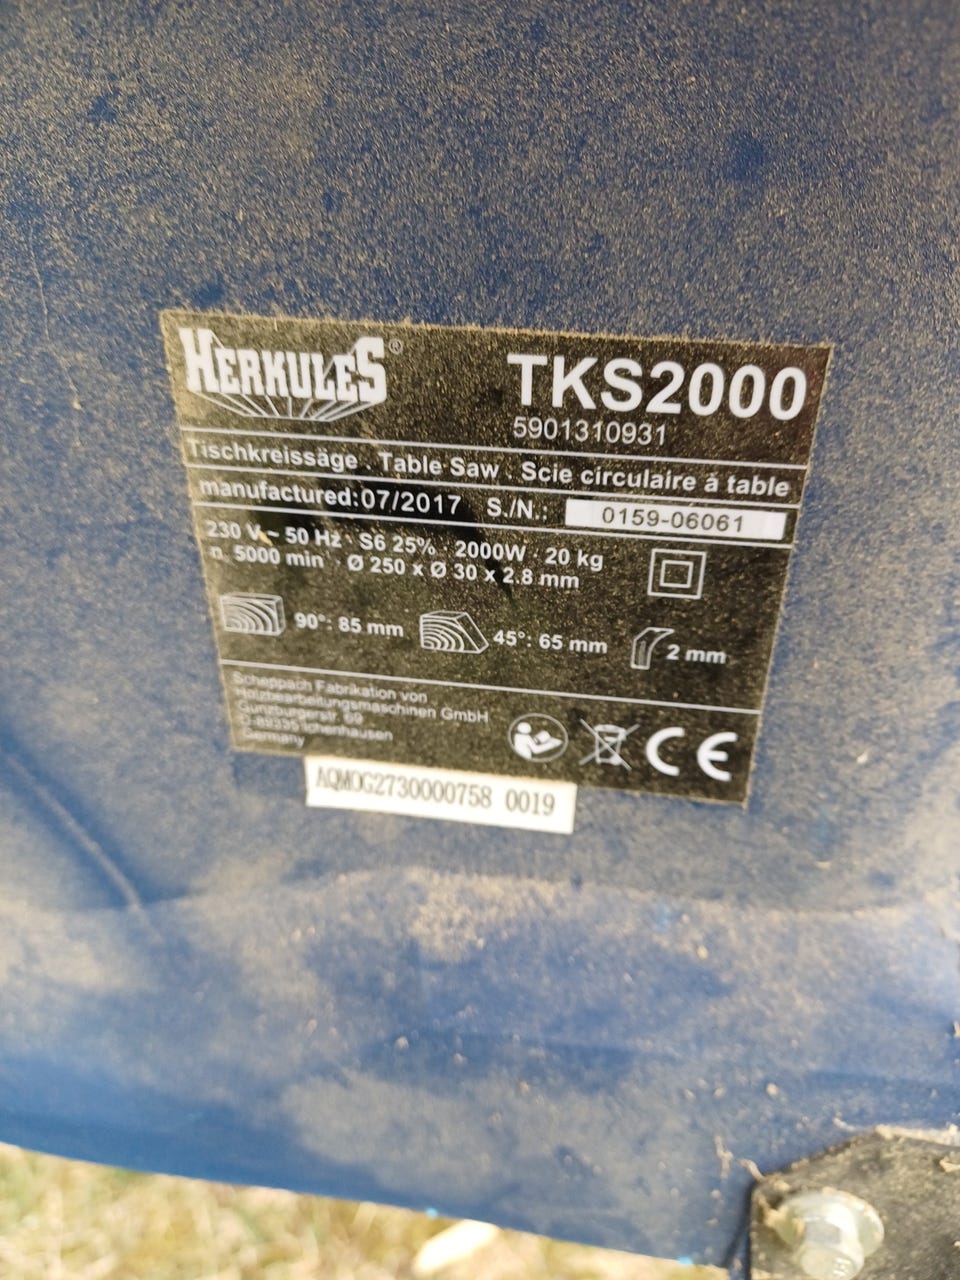 HERKULES®
TKS2000
5901310931
Tischkreissäge . Table Saw . Scie circulaire à table
manufactured:07/2017 S./N.: 0159-06061
230 V ~ 50 Hz · S6 25% · 2000W · 20 kg
n. 5000 min⁻ · Ø 250 x Ø 30 x 2.8 mm
90°: 85 mm 45°: 65 mm 2 mm
Scheppach Fabrikation von
Holzbearbeitungsmaschinen GmbH
Günzburgerstr. 69
D-89335 Ichenhausen
Germany
CE
AQMOG2730000758 0019